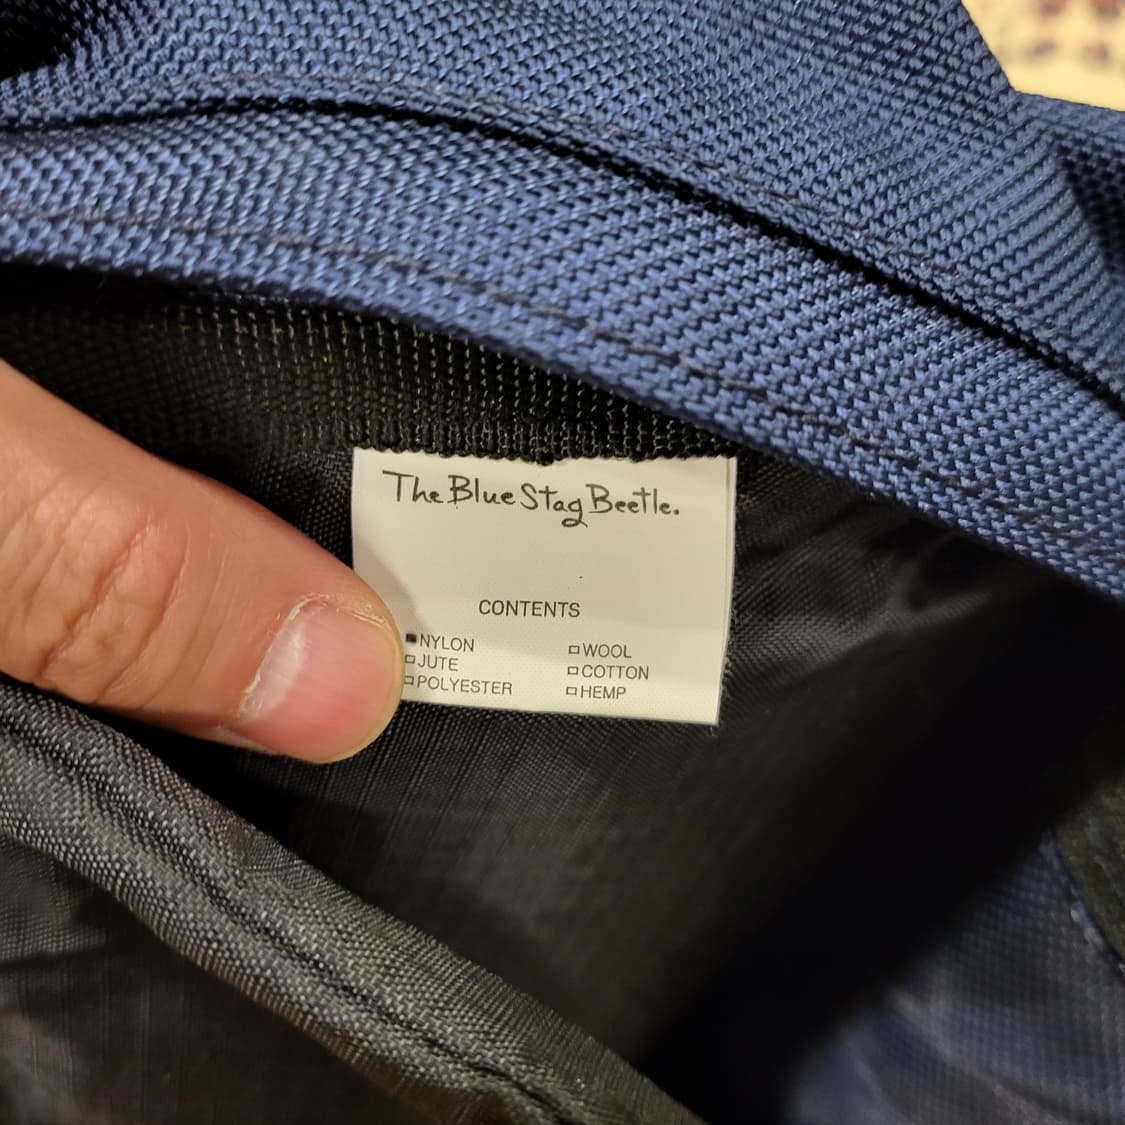 The Blue Stag Beetle.
CONTENTS
■NYLON □WOOL
□JUTE □COTTON
□POLYESTER □HEMP